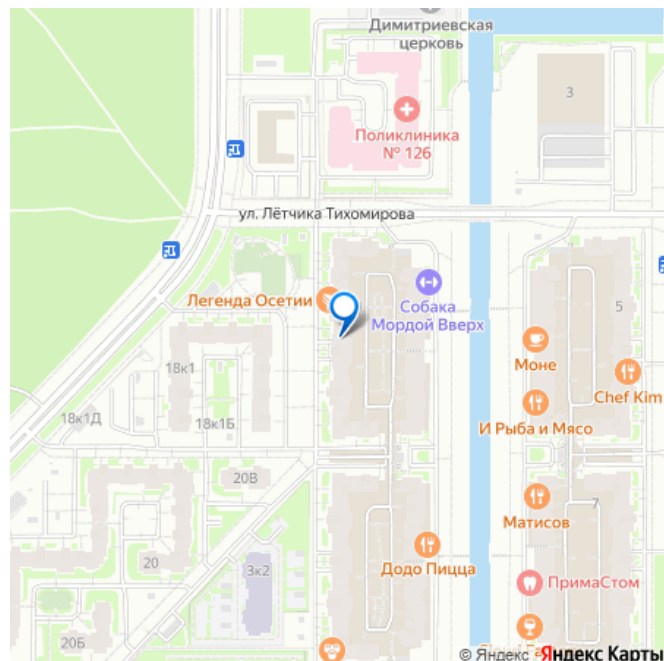 Димитриевская
церковь
3
Поликлиника
№ 126
ул. Лётчика Тихомирова
Легенда Осетии
Собака
Мордой Вверх
5
18к1
Моне
Chef Kim
18к1Д
18к1Б
И Рыба и Мясо
20В
Матисов
7
20
3к2
Додо Пицца
ПримаСтом
20Б
© Яндекс Яндекс Карты